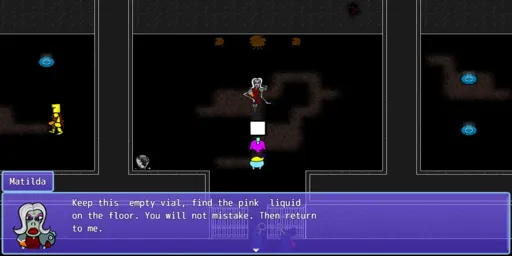 Matilda
Keep this  empty vial, find the pink  liquid
on the floor. You will not mistake. Then return
to me.